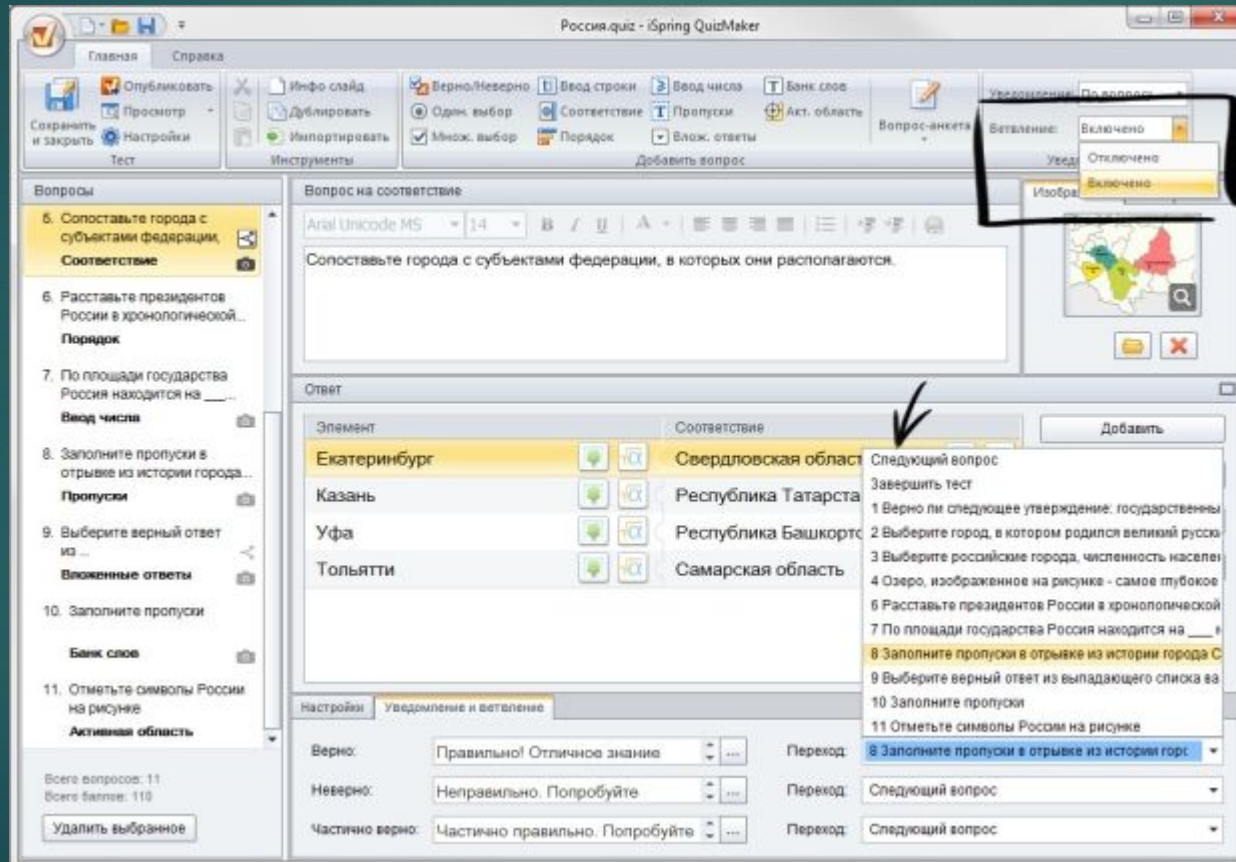 Россия.quiz - iSpring QuizMaker
Главная Справка
Сохранить и закрыть
Опубликовать
Просмотр
Настройки
Тест
Инфо слайд
Дублировать
Импортировать
Инструменты
Верно/Неверно
Один. выбор
Множ. выбор
Ввод строки
Соответствие
Порядок
Ввод числа
Пропуски
Влож. ответы
Банк слов
Акт. область
Добавить вопрос
Вопрос-анкета
Уведомление: По вопросу
Ветвление: Включено
Отключено
Включено
Вопросы
5. Сопоставьте города с
субъектами федерации,
Соответствие
6. Расставьте президентов
России в хронологической...
Порядок
7. По площади государства
Россия находится на ___...
Ввод числа
8. Заполните пропуски в
отрывке из истории города...
Пропуски
9. Выберите верный ответ
из ...
Вложенные ответы
10. Заполните пропуски
Банк слов
11. Отметьте символы России
на рисунке
Активная область
Всего вопросов: 11
Всего баллов: 110
Удалить выбранное
Вопрос на соответствие
Arial Unicode MS 14
Сопоставьте города с субъектами федерации, в которых они располагаются.
Ответ
Элемент Соответствие
Екатеринбург Свердловская област
Казань Республика Татарста
Уфа Республика Башкорто
Тольятти Самарская область
Добавить
Следующий вопрос
Завершить тест
1 Верно ли следующее утверждение: государственны
2 Выберите город, в котором родился великий русски
3 Выберите российские города, численность населен
4 Озеро, изображенное на рисунке - самое глубокое
6 Расставьте президентов России в хронологической
7 По площади государства Россия находится на ___
8 Заполните пропуски в отрывке из истории города С
9 Выберите верный ответ из выпадающего списка ва
10 Заполните пропуски
11 Отметьте символы России на рисунке
Настройки Уведомление и ветвление
Верно: Правильно! Отличное знание ... Переход: 8 Заполните пропуски в отрывке из истории горс
Неверно: Неправильно. Попробуйте ... Переход: Следующий вопрос
Частично верно: Частично правильно. Попробуйте ... Переход: Следующий вопрос